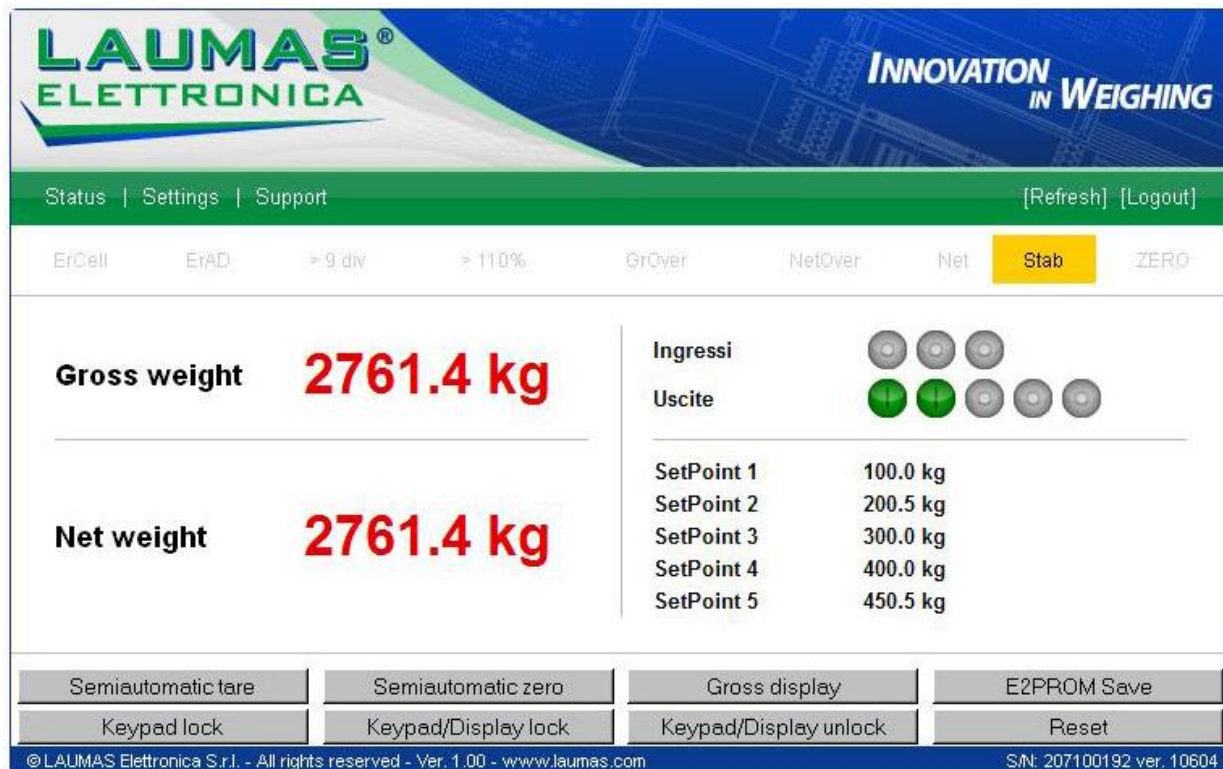 LAUMAS®
ELETTRONICA
INNOVATION
IN WEIGHING
Status | Settings | Support [Refresh] [Logout]
ErCell ErAD > 9 div > 110% GrOver NetOver Net Stab ZERO
Gross weight 2761.4 kg
Net weight 2761.4 kg
Ingressi
Uscite
SetPoint 1 100.0 kg
SetPoint 2 200.5 kg
SetPoint 3 300.0 kg
SetPoint 4 400.0 kg
SetPoint 5 450.5 kg
Semiautomatic tare Semiautomatic zero Gross display E2PROM Save
Keypad lock Keypad/Display lock Keypad/Display unlock Reset
© LAUMAS Elettronica S.r.l. - All rights reserved - Ver. 1.00 - www.laumas.com S/N: 207100192 ver. 10604